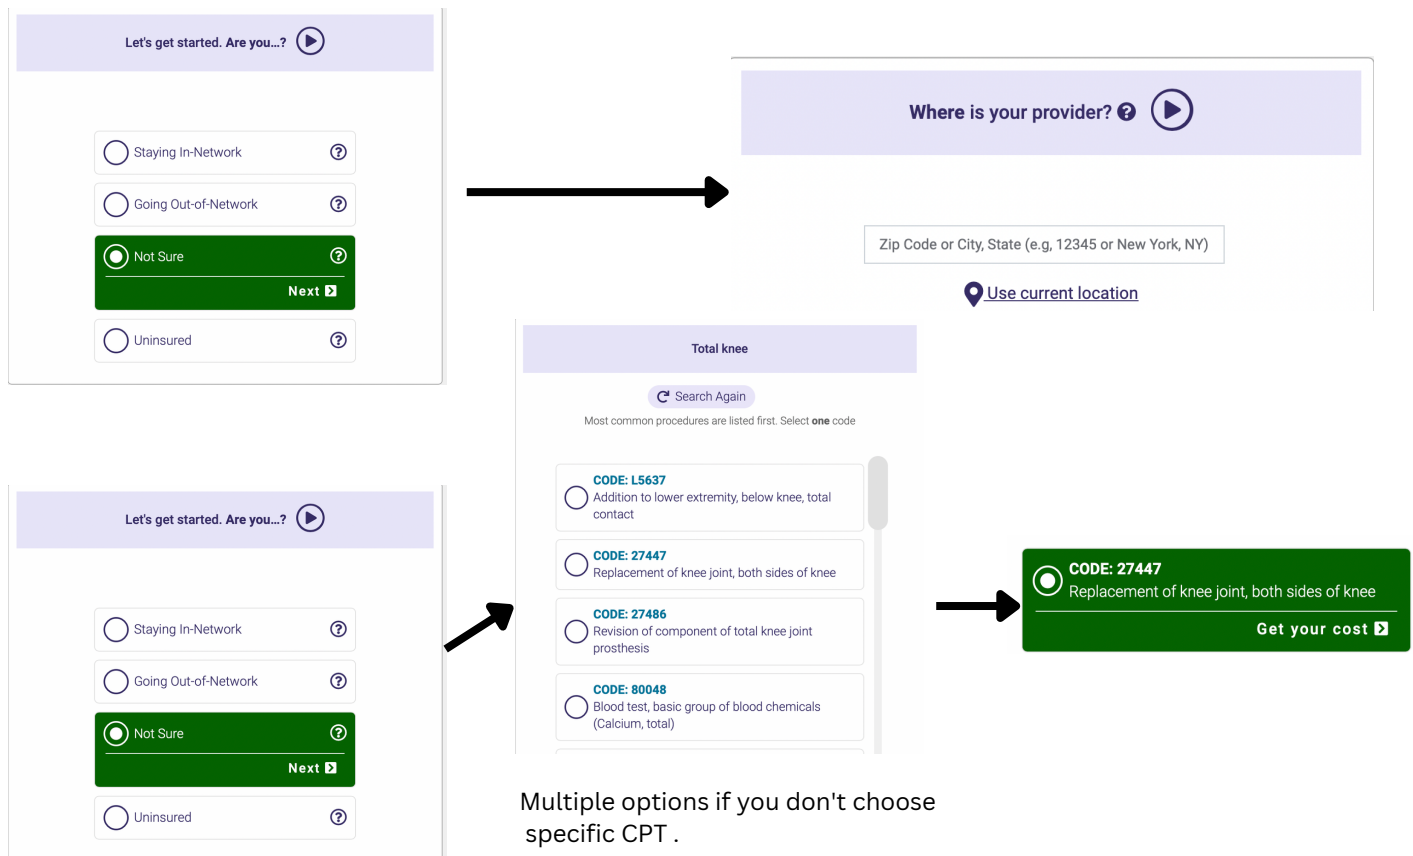 Let's get started. Are you...?
Staying In-Network
Going Out-of-Network
Not Sure
Next
Uninsured
Where is your provider?
Zip Code or City, State (e.g, 12345 or New York, NY)
Use current location
Total knee
Search Again
Most common procedures are listed first. Select one code
CODE: L5637
Addition to lower extremity, below knee, total
contact
CODE: 27447
Replacement of knee joint, both sides of knee
CODE: 27486
Revision of component of total knee joint
prosthesis
CODE: 80048
Blood test, basic group of blood chemicals
(Calcium, total)
Let's get started. Are you...?
Staying In-Network
Going Out-of-Network
Not Sure
Next
Uninsured
CODE: 27447
Replacement of knee joint, both sides of knee
Get your cost
Multiple options if you don't choose
specific CPT .